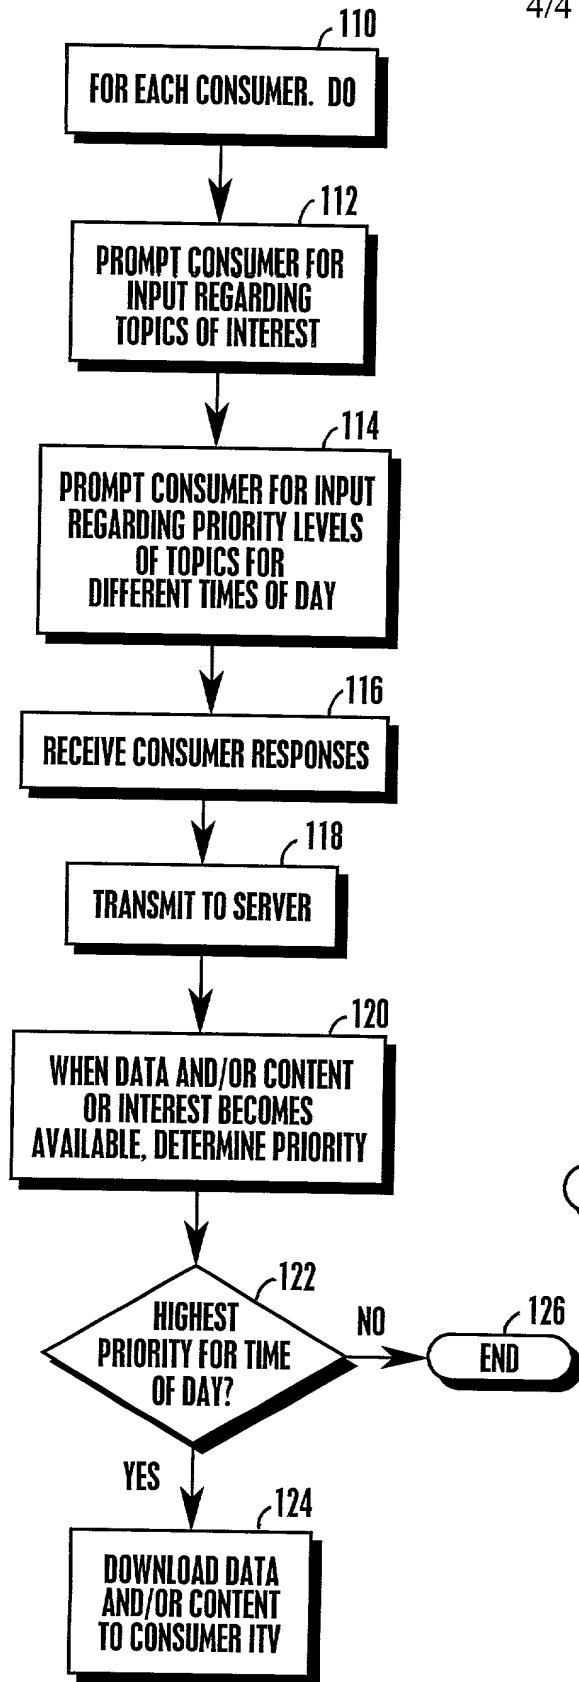 4/4
110
FOR EACH CONSUMER. DO
112
PROMPT CONSUMER FOR
INPUT REGARDING
TOPICS OF INTEREST
114
PROMPT CONSUMER FOR INPUT
REGARDING PRIORITY LEVELS
OF TOPICS FOR
DIFFERENT TIMES OF DAY
116
RECEIVE CONSUMER RESPONSES
118
TRANSMIT TO SERVER
120
WHEN DATA AND/OR CONTENT
OR INTEREST BECOMES
AVAILABLE, DETERMINE PRIORITY
122
HIGHEST
PRIORITY FOR TIME
OF DAY?
NO
126
END
YES
124
DOWNLOAD DATA
AND/OR CONTENT
TO CONSUMER ITV